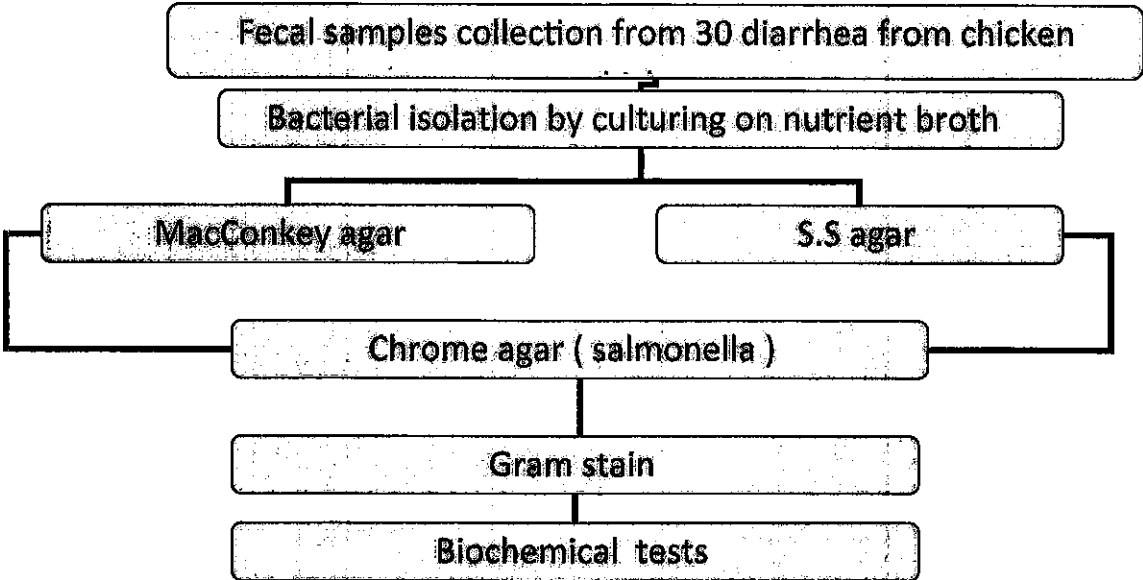 Fecal samples collection from 30 diarrhea from chicken
Bacterial isolation by culturing on nutrient broth
MacConkey agar
S.S agar
Chrome agar ( salmonella )
Gram stain
Biochemical tests